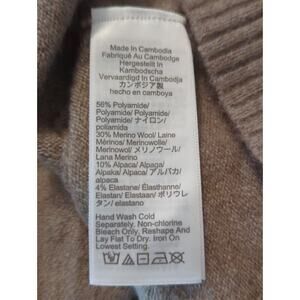 Made In Cambodia
Fabriqué Au Cambodge
Hergestellt In
Kambodscha
Vervaardigd In Cambodja
カンボジア製
hecho en camboya
56% Polyamide/
Polyamide/ Polyamid/
Polyamide/ ナイロン/
poliamida
30% Merino Wool/ Laine
Mérinos/ Merinowolle/
Merinowol/ メリノウール/
Lana Merino
10% Alpaca/ Alpaga/
Alpaka/ Alpaca/ アルパカ/
alpaca
4% Elastane/ Élasthanne/
Elastan/ Elastaan/ ポリウレ
タン/ elastano
Hand Wash Cold
Separately. Non-chlorine
Bleach Only. Reshape And
Lay Flat To Dry. Iron On
Lowest Setting.